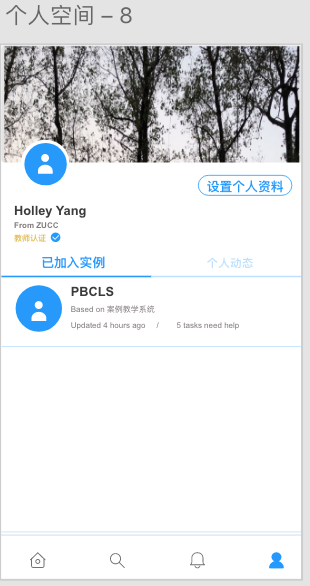 个人空间 – 8
设置个人资料
Holley Yang
From ZUCC
教师认证
已加入实例 个人动态
PBCLS
Based on 案例教学系统
Updated 4 hours ago / 5 tasks need help